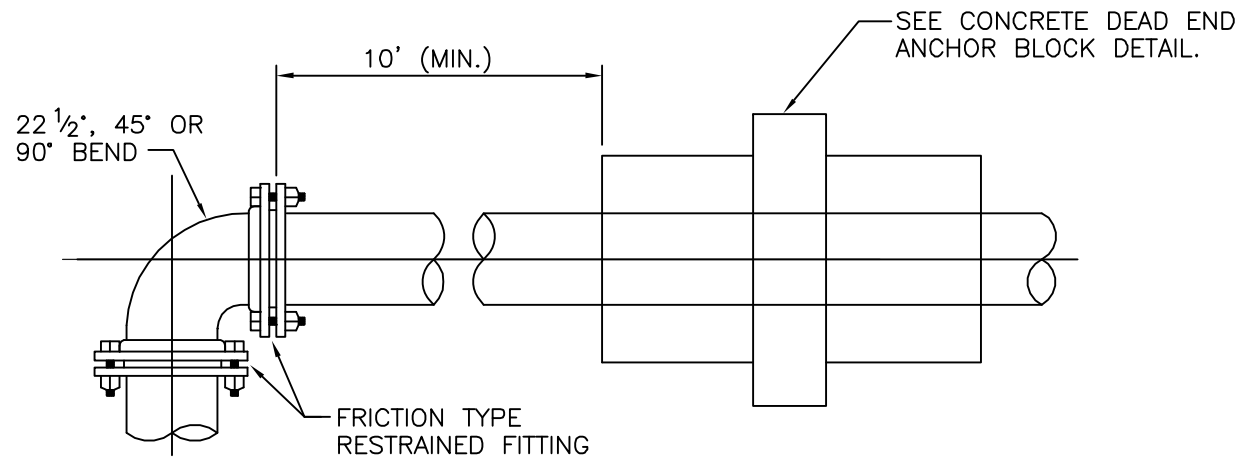 SEE CONCRETE DEAD END
ANCHOR BLOCK DETAIL.
10' (MIN.)
22 ½°, 45° OR
90° BEND
FRICTION TYPE
RESTRAINED FITTING